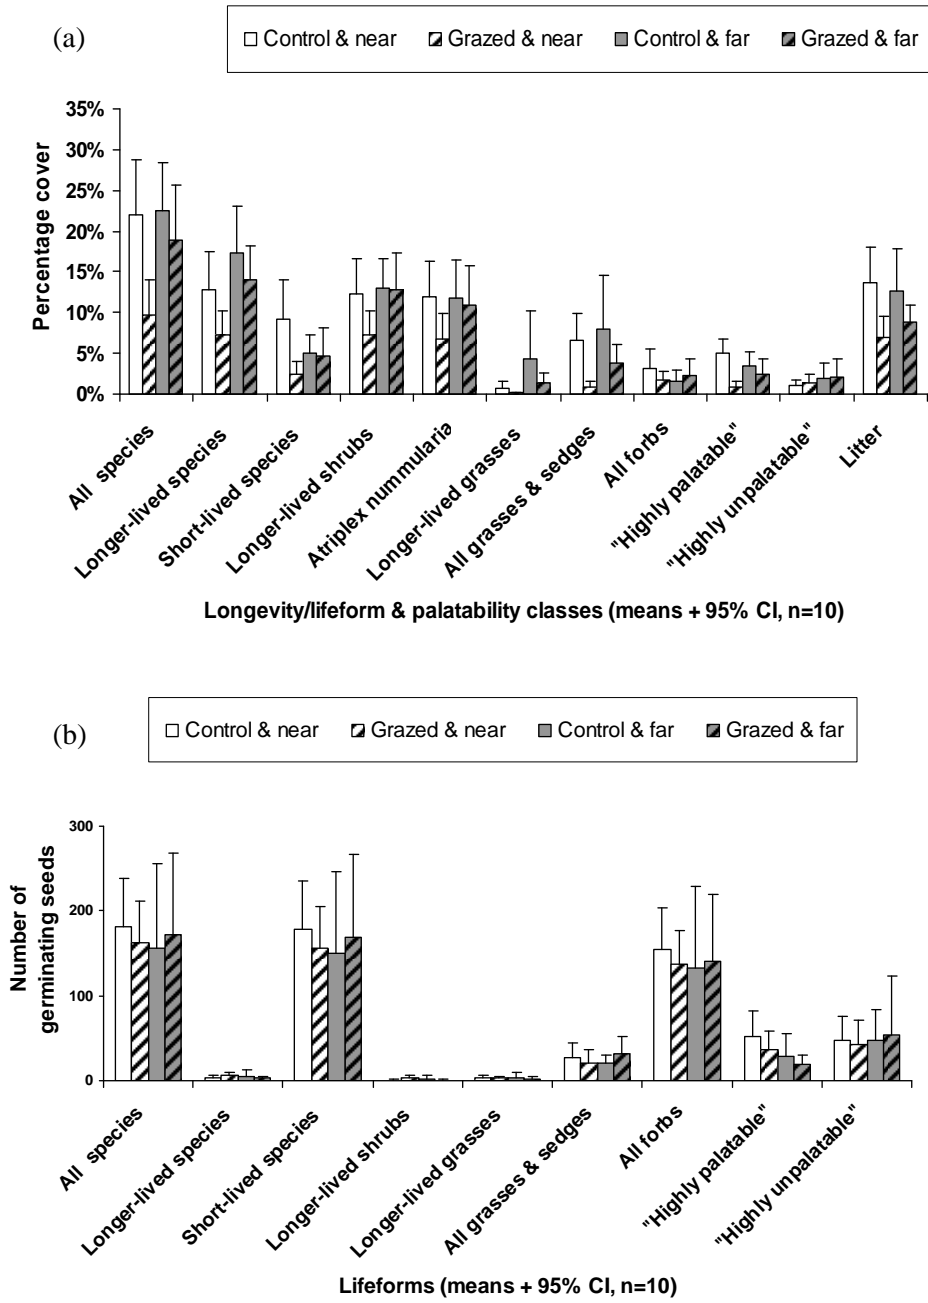 (a)
Control & near Grazed & near Control & far Grazed & far
35%
30%
25%
20%
15%
10%
5%
0%
Percentage cover
All species
Longer-lived species
Short-lived species
Longer-lived shrubs
Atriplex nummularia
Longer-lived grasses
All grasses & sedges
All forbs
"Highly palatable"
"Highly unpalatable"
Litter
Longevity/lifeform & palatability classes (means + 95% CI, n=10)
(b)
Control & near Grazed & near Control & far Grazed & far
300
200
100
0
Number of
germinating seeds
All species
Longer-lived species
Short-lived species
Longer-lived shrubs
Longer-lived grasses
All grasses & sedges
All forbs
"Highly palatable"
"Highly unpalatable"
Lifeforms (means + 95% CI, n=10)